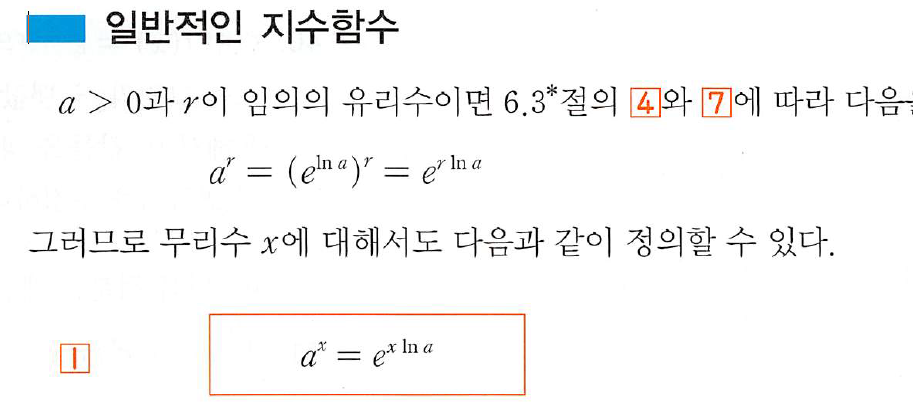 일반적인 지수함수
a > 0과 r이 임의의 유리수이면 6.3*절의 4와 7에 따라 다음을
a^r = (e^{ln a})^r = e^{r ln a}
그러므로 무리수 x에 대해서도 다음과 같이 정의할 수 있다.
1 a^x = e^{x ln a}